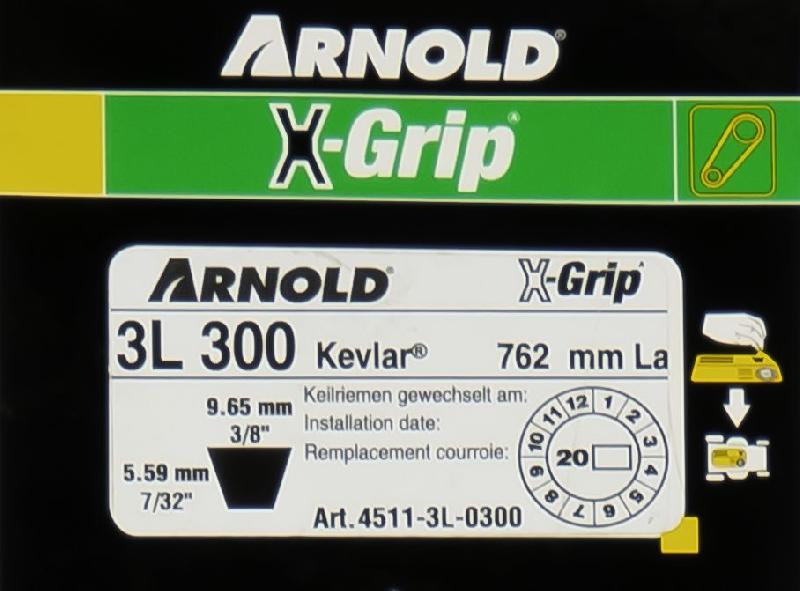 ARNOLD®
X-Grip®
ARNOLD®
X-Grip
3L 300 Kevlar® 762 mm La
9.65 mm
3/8"
5.59 mm
7/32"
Keilriemen gewechselt am:
Installation date:
Remplacement courroie:
1 2 3 4 5 6 7 8 9 10 11 12
20
Art.4511-3L-0300